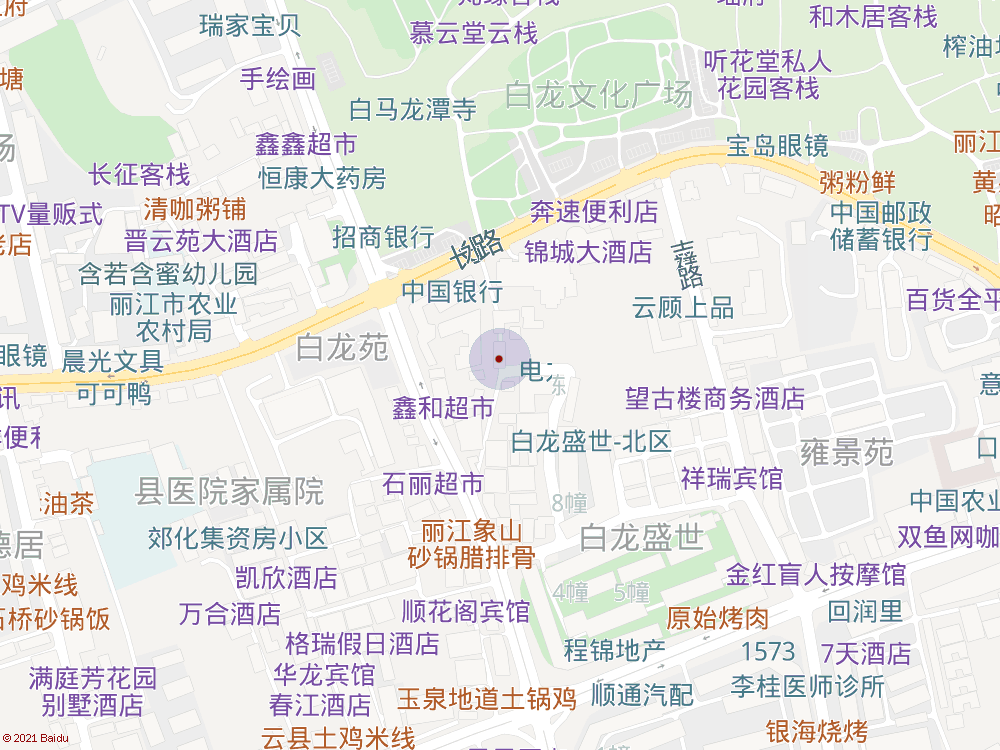 府
瑞家宝贝
慕云堂云栈
和木居客栈
榨油
塘
手绘画
听花堂私人
花园客栈
白马龙潭寺
白龙文化广场
场
鑫鑫超市
宝岛眼镜
丽江
长征客栈
恒康大药房
粥粉鲜
黄
TV量贩式
清咖粥铺
奔速便利店
中国邮政
储蓄银行
昭
老店
晋云苑大酒店
招商银行
长水路
锦城大酒店
吉祥路
含若含蜜幼儿园
丽江市农业
农村局
中国银行
云顾上品
百货全平
眼镜
晨光文具
白龙苑
电
东
可可鸭
讯
鑫和超市
望古楼商务酒店
意
便利
白龙盛世-北区
雍景苑
口
县医院家属院
石丽超市
祥瑞宾馆
油茶
8幢
中国农业
德居
郊化集资房小区
丽江象山
砂锅腊排骨
白龙盛世
双鱼网咖
鸡米线
凯欣酒店
4幢
5幢
金红盲人按摩馆
石桥砂锅饭
万合酒店
顺花阁宾馆
原始烤肉
回润里
格瑞假日酒店
程锦地产
1573
7天酒店
满庭芳花园
别墅酒店
华龙宾馆
春江酒店
玉泉地道土锅鸡
顺通汽配
李桂医师诊所
云县土鸡米线
银海烧烤
© 2021 Baidu